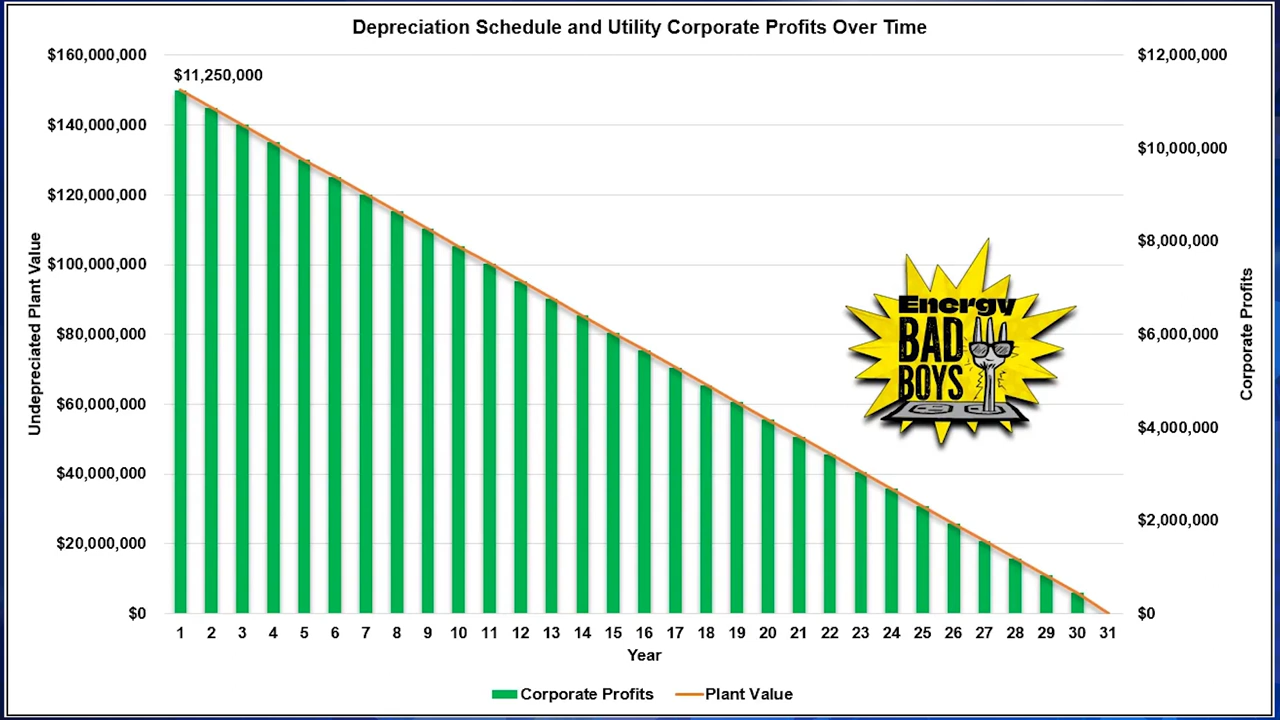 Depreciation Schedule and Utility Corporate Profits Over Time
$160,000,000
$140,000,000
$120,000,000
$100,000,000
$80,000,000
$60,000,000
$40,000,000
$20,000,000
$0
Undepreciated Plant Value
$11,250,000
Energy
BAD
BOYS
$12,000,000
$10,000,000
$8,000,000
$6,000,000
$4,000,000
$2,000,000
$0
Corporate Profits
1 2 3 4 5 6 7 8 9 10 11 12 13 14 15 16 17 18 19 20 21 22 23 24 25 26 27 28 29 30 31
Year
Corporate Profits Plant Value